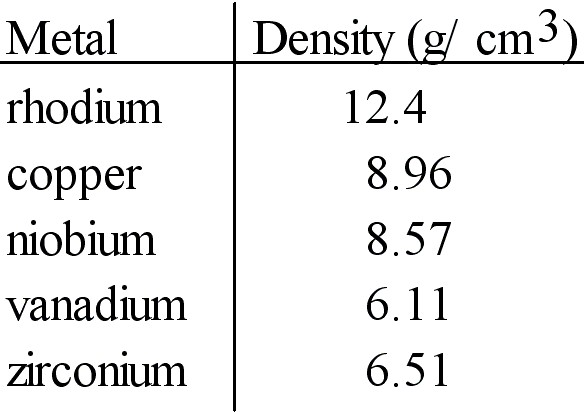 Metal Density (g/ cm3)
rhodium 12.4
copper 8.96
niobium 8.57
vanadium 6.11
zirconium 6.51